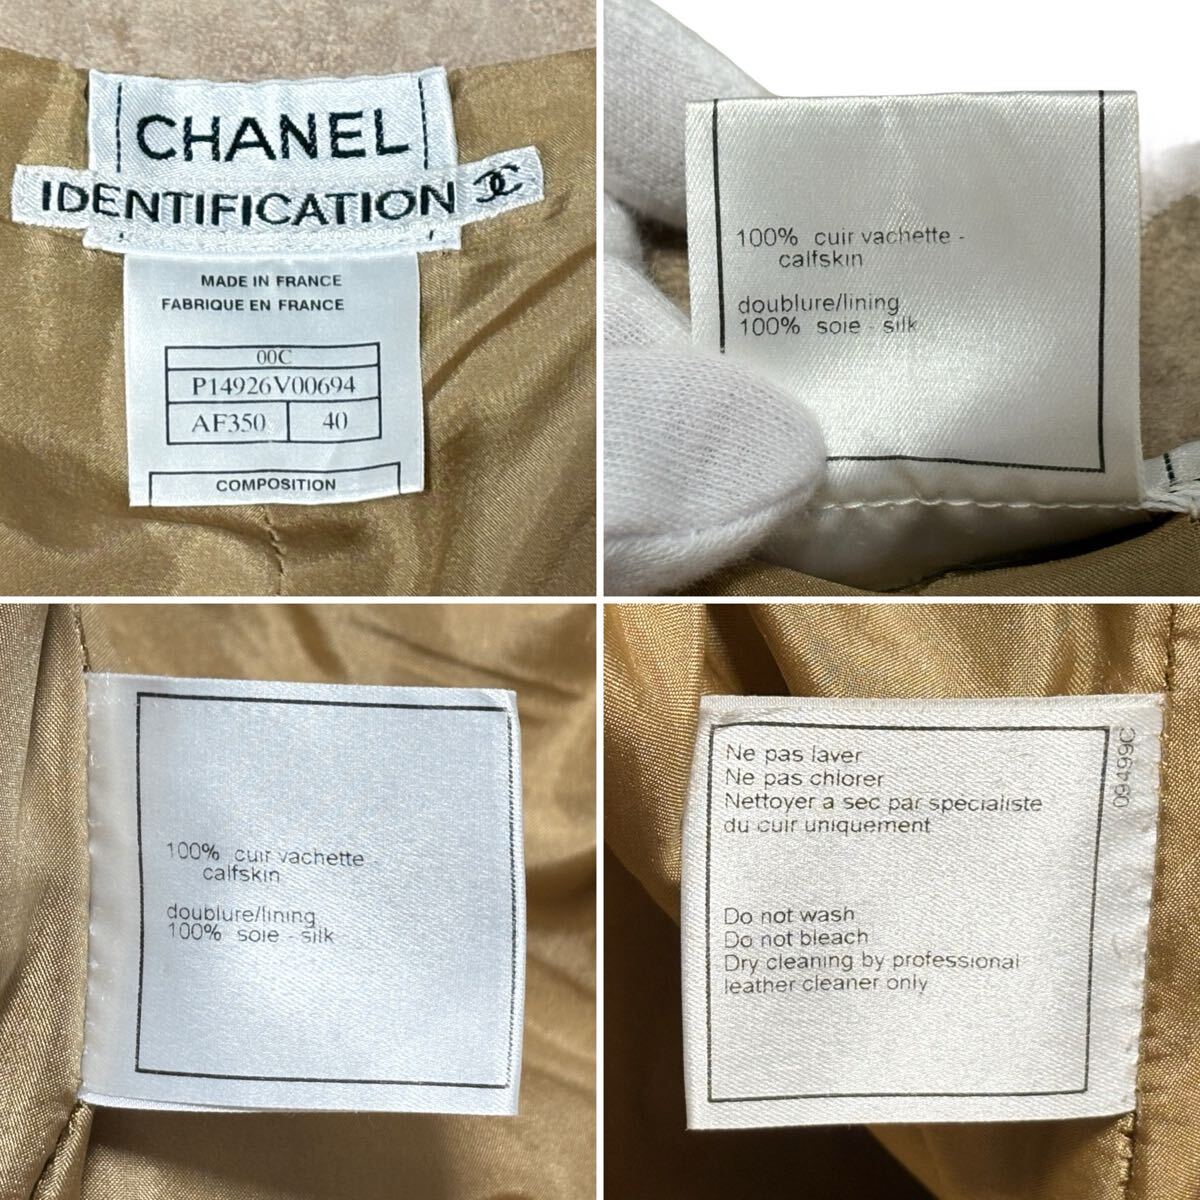 CHANEL
IDENTIFICATION
MADE IN FRANCE
FABRIQUE EN FRANCE
00C
P14926V00694
AF350 40
COMPOSITION
100% cuir vachette -
calfskin
doublure/lining
100% soie - silk
100% cuir vachette -
calfskin
doublure/lining
100% soie - silk
Ne pas laver
Ne pas chlorer
Nettoyer a sec par specialiste
du cuir uniquement
Do not wash
Do not bleach
Dry cleaning by professional
leather cleaner only
09499C